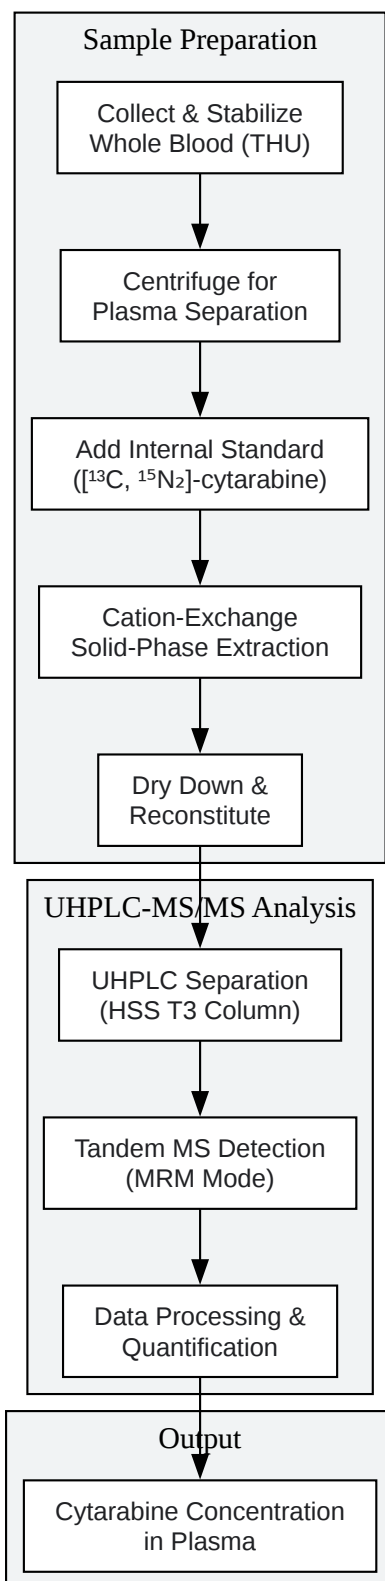 Sample Preparation
Collect & Stabilize
Whole Blood (THU)
Centrifuge for
Plasma Separation
Add Internal Standard
([¹³C, ¹⁵N₂]-cytarabine)
Cation-Exchange
Solid-Phase Extraction
Dry Down &
Reconstitute
UHPLC-MS/MS Analysis
UHPLC Separation
(HSS T3 Column)
Tandem MS Detection
(MRM Mode)
Data Processing &
Quantification
Output
Cytarabine Concentration
in Plasma